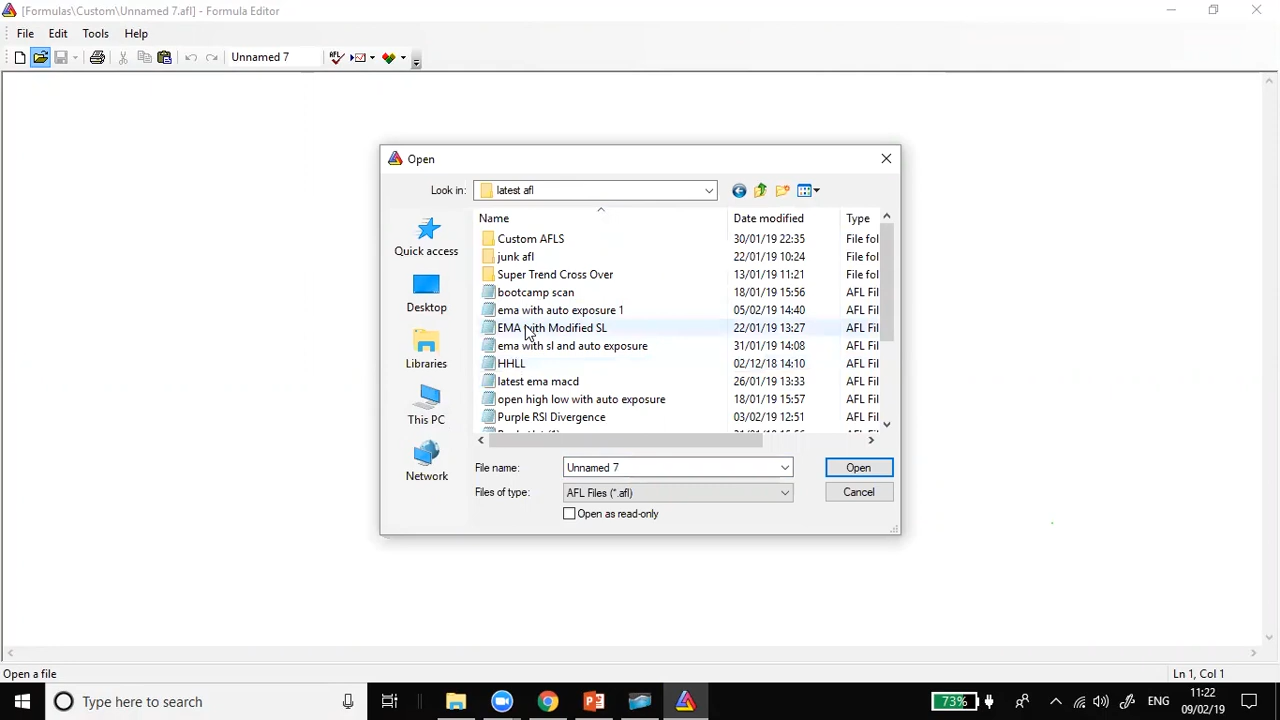 [Formulas\Custom\Unnamed 7.afl] - Formula Editor
File Edit Tools Help
Unnamed 7
Open
Look in: latest afl
Name Date modified Type
Custom AFLS 30/01/19 22:35 File fol
junk afl 22/01/19 10:24 File fol
Super Trend Cross Over 13/01/19 11:21 File fol
bootcamp scan 18/01/19 15:56 AFL Fil
ema with auto exposure 1 05/02/19 14:40 AFL Fil
EMA with Modified SL 22/01/19 13:27 AFL Fil
ema with sl and auto exposure 31/01/19 14:08 AFL Fil
HHLL 02/12/18 14:10 AFL Fil
latest ema macd 26/01/19 13:33 AFL Fil
open high low with auto exposure 18/01/19 15:57 AFL Fil
Purple RSI Divergence 03/02/19 12:51 AFL Fil
Quick access
Desktop
Libraries
This PC
Network
File name: Unnamed 7 Open
Files of type: AFL Files (*.afl) Cancel
Open as read-only
Open a file Ln 1, Col 1
Type here to search 73% ENG 11:22
09/02/19